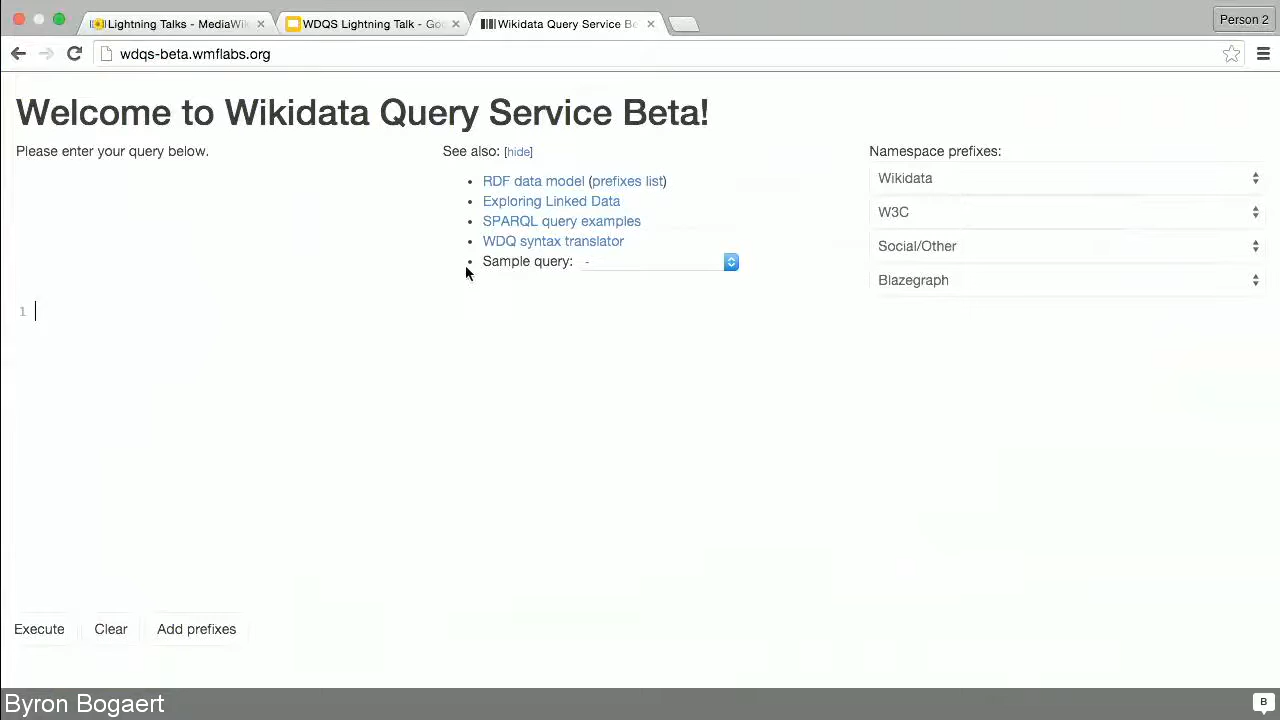 Lightning Talks - MediaWik
WDQS Lightning Talk - Goo
Wikidata Query Service Be
Person 2
wdqs-beta.wmflabs.org
Welcome to Wikidata Query Service Beta!
Please enter your query below.
See also: [hide]
RDF data model (prefixes list)
Exploring Linked Data
SPARQL query examples
WDQ syntax translator
Sample query: -
Namespace prefixes:
Wikidata
W3C
Social/Other
Blazegraph
1
Execute Clear Add prefixes
Byron Bogaert
B